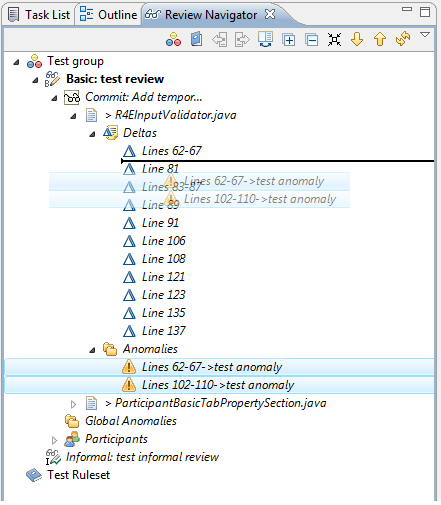 Task List Outline Review Navigator
Test group
Basic: test review
Commit: Add tempor...
> R4EInputValidator.java
Deltas
Lines 62-67
Line 81
Lines 62-67->test anomaly
Lines 83-87
Lines 102-110->test anomaly
Line 89
Line 91
Line 106
Line 108
Line 121
Line 123
Line 135
Line 137
Anomalies
Lines 62-67->test anomaly
Lines 102-110->test anomaly
> ParticipantBasicTabPropertySection.java
Global Anomalies
Participants
Informal: test informal review
Test Ruleset